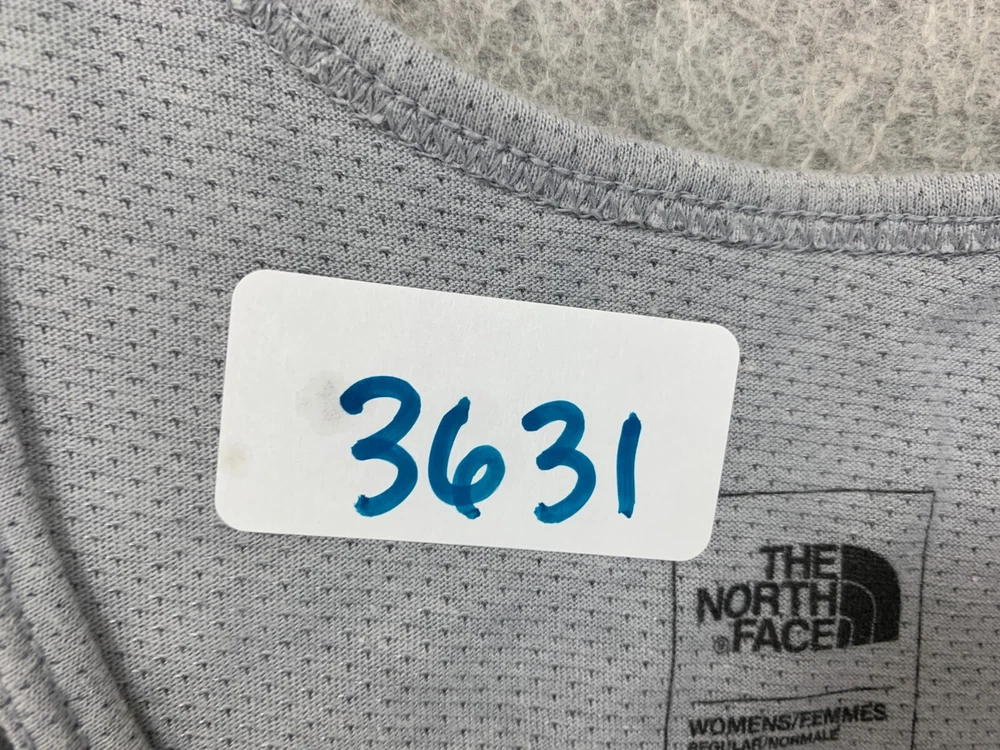 3631
THE
NORTH
FACE
®
WOMENS/FEMMES
REGULAR/NORMALE